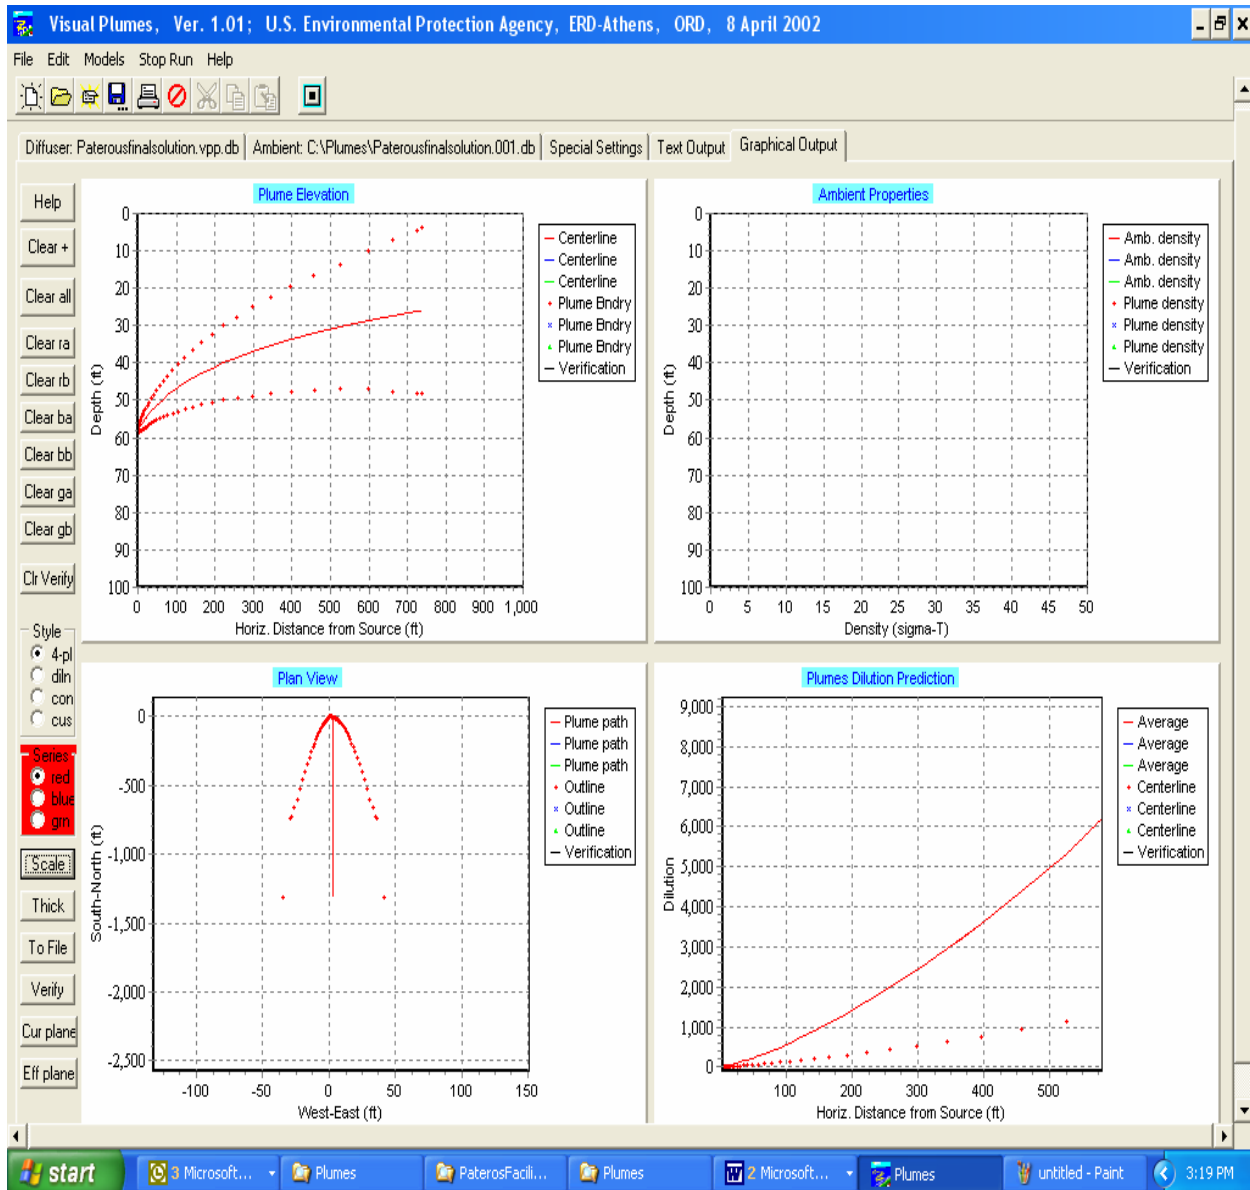 Visual Plumes, Ver. 1.01; U.S. Environmental Protection Agency, ERD-Athens, ORD, 8 April 2002
File Edit Models Stop Run Help
Diffuser: Paterousfinalsolution.vpp.db Ambient: C:\Plumes\Paterousfinalsolution.001.db Special Settings Text Output Graphical Output
Help
Clear +
Clear all
Clear ra
Clear rb
Clear ba
Clear bb
Clear ga
Clear gb
Clr Verify
Style
4-pl
diln
con
cus
Series
red
blue
grn
Scale
Thick
To File
Verify
Cur plane
Eff plane
Plume Elevation
0
10
20
30
40
50
60
70
80
90
100
Depth (ft)
0 100 200 300 400 500 600 700 800 900 1,000
Horiz. Distance from Source (ft)
Centerline
Centerline
Centerline
Plume Bndry
Plume Bndry
Plume Bndry
Verification
Ambient Properties
0
10
20
30
40
50
60
70
80
90
100
Depth (ft)
0 5 10 15 20 25 30 35 40 45 50
Density (sigma-T)
Amb. density
Amb. density
Amb. density
Plume density
Plume density
Plume density
Verification
Plan View
0
-500
-1,000
-1,500
-2,000
-2,500
South-North (ft)
-100 -50 0 50 100 150
West-East (ft)
Plume path
Plume path
Plume path
Outline
Outline
Outline
Verification
Plumes Dilution Prediction
9,000
8,000
7,000
6,000
5,000
4,000
3,000
2,000
1,000
0
Dilution
100 200 300 400 500
Horiz. Distance from Source (ft)
Average
Average
Average
Centerline
Centerline
Centerline
Verification
start 3 Microsoft... Plumes PaterosFacili... Plumes 2 Microsoft... Plumes untitled - Paint 3:19 PM